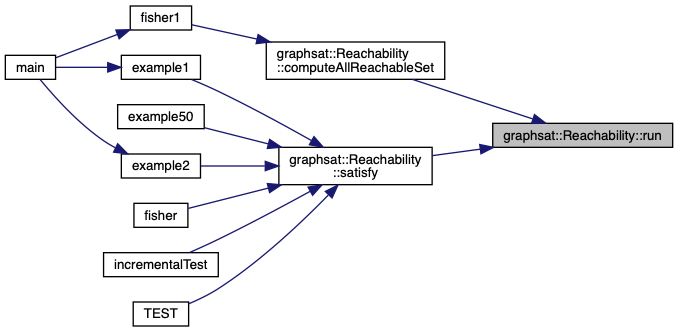 fisher1
graphsat::Reachability
::computeAllReachableSet
main
example1
example50
graphsat::Reachability::run
graphsat::Reachability
::satisfy
example2
fisher
incrementalTest
TEST